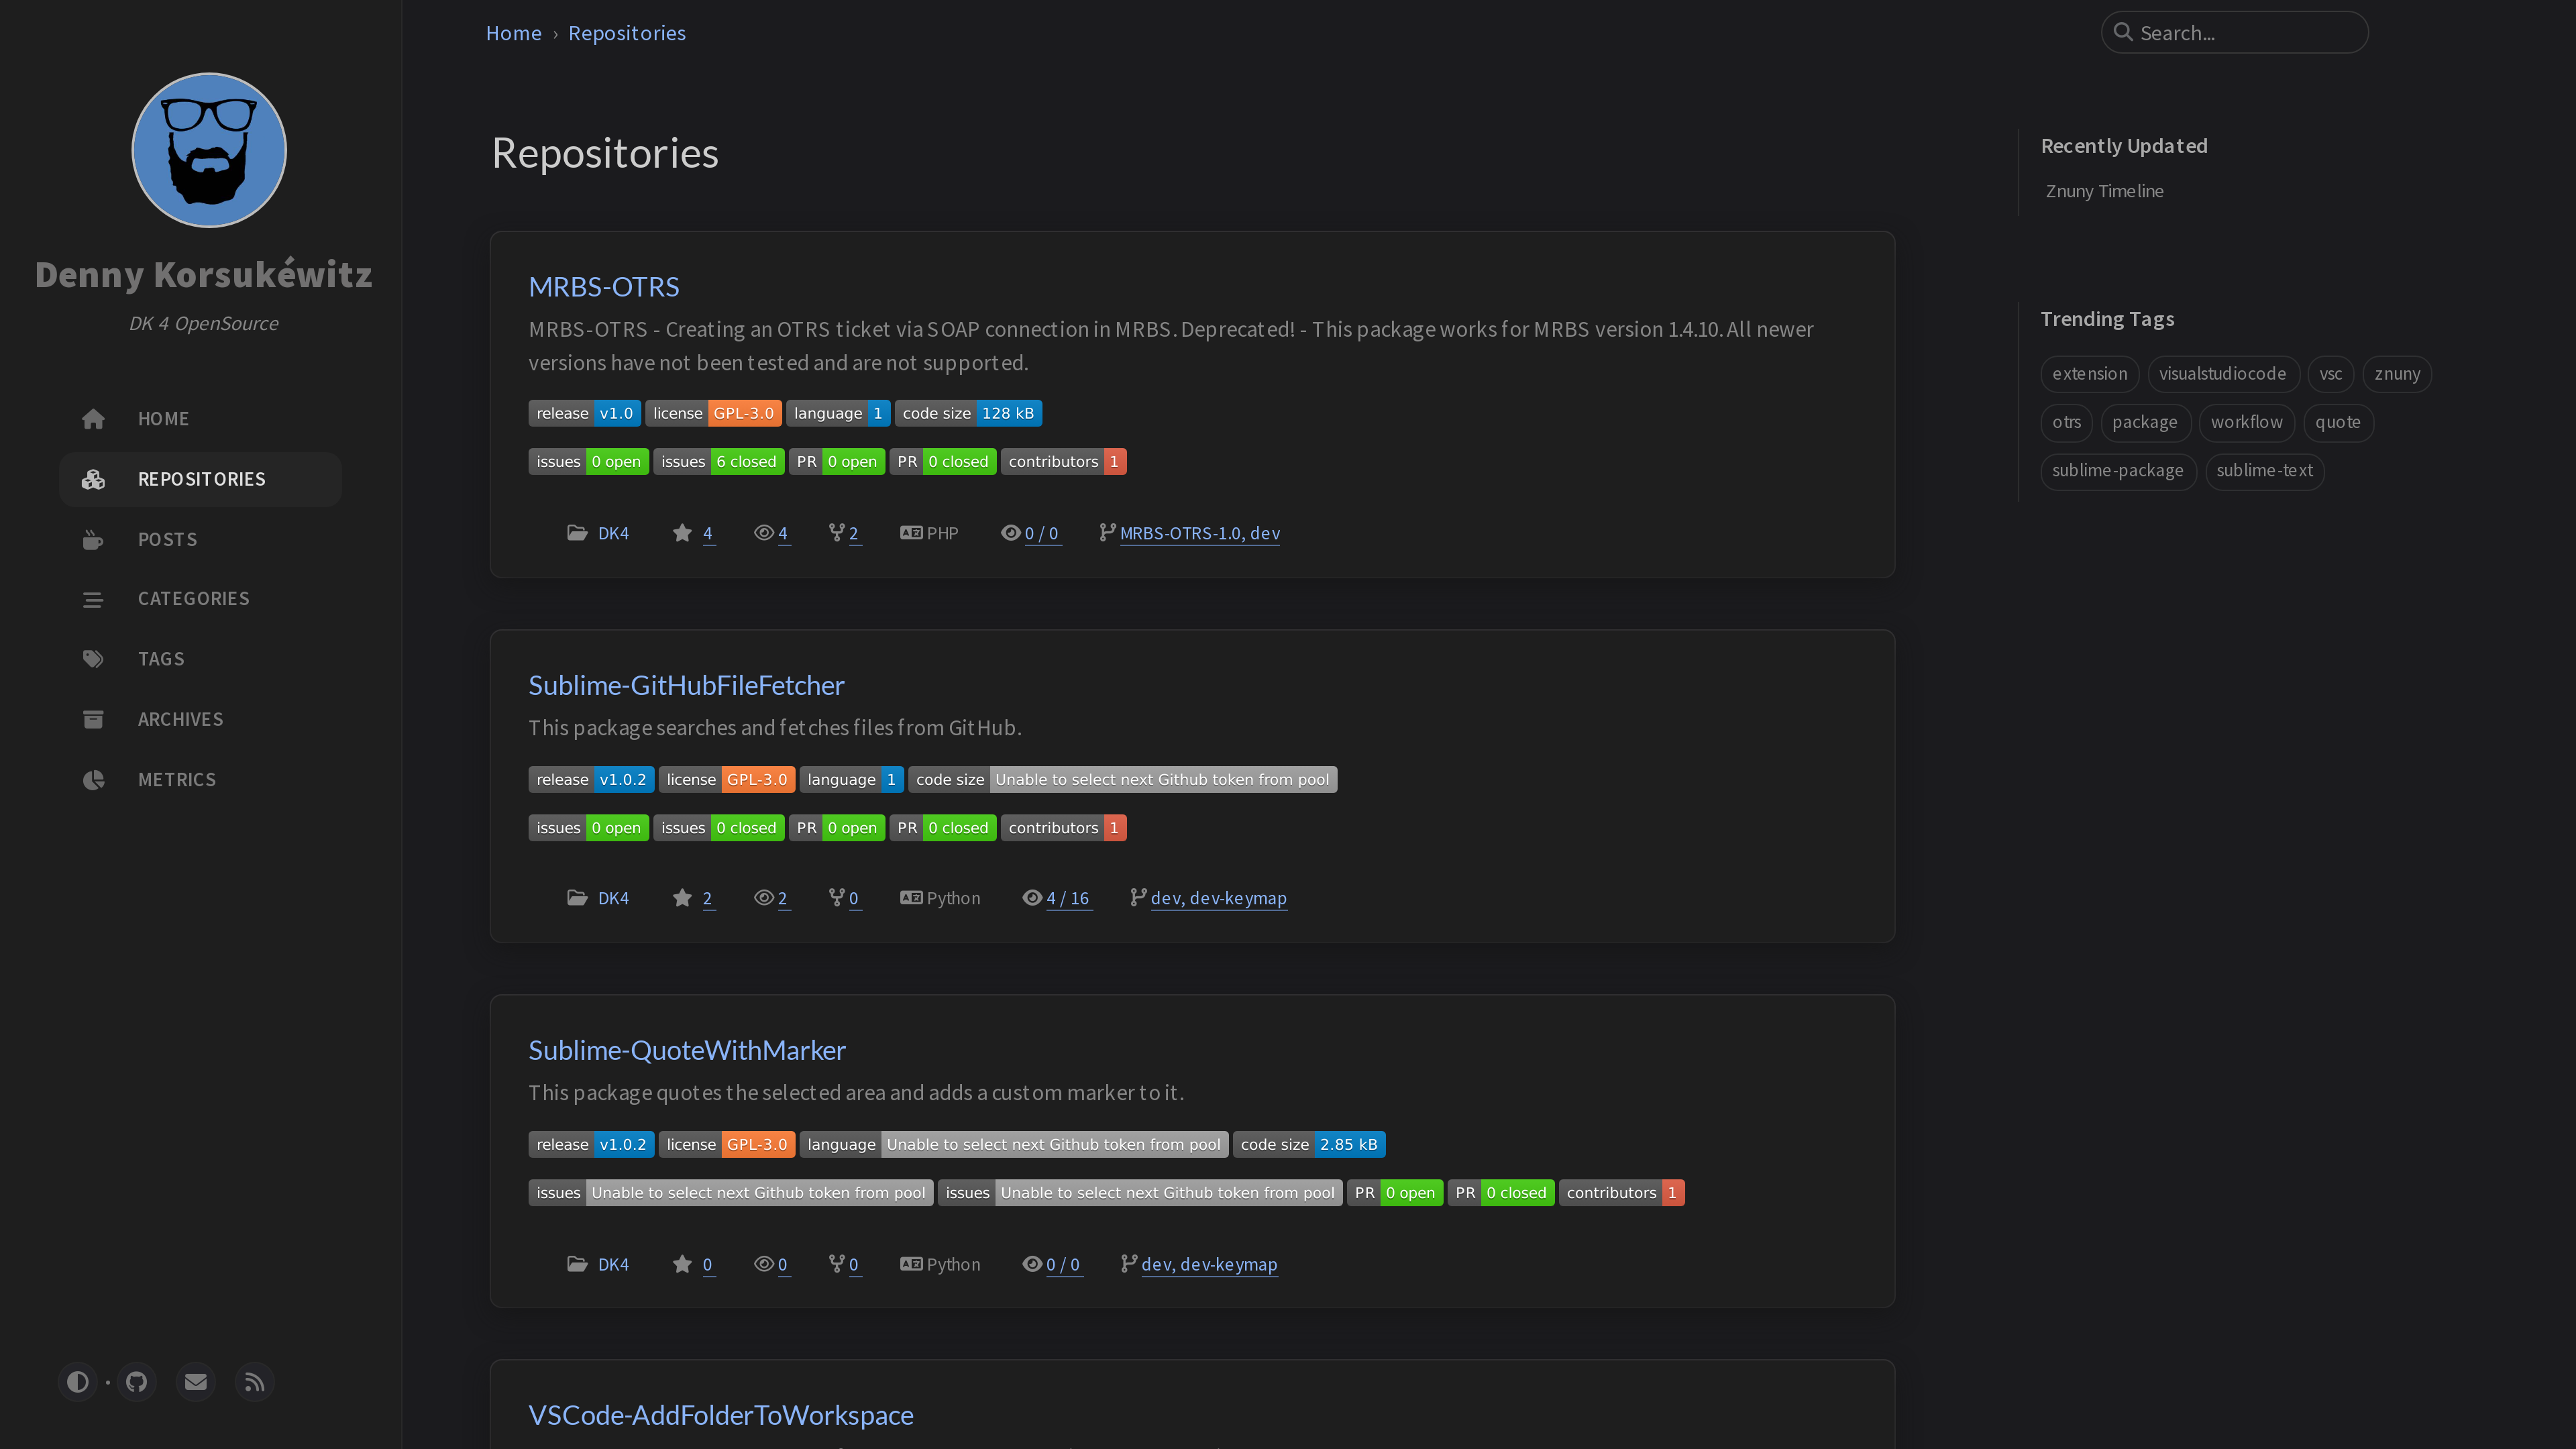 Denny Korsukéwitz
DK 4 OpenSource
HOME
REPOSITORIES
POSTS
CATEGORIES
TAGS
ARCHIVES
METRICS
Home › Repositories
Search...
Repositories
MRBS-OTRS
MRBS-OTRS - Creating an OTRS ticket via SOAP connection in MRBS. Deprecated! - This package works for MRBS version 1.4.10. All newer
versions have not been tested and are not supported.
release v1.0 license GPL-3.0 language 1 code size 128 kB
issues 0 open issues 6 closed PR 0 open PR 0 closed contributors 1
DK4 4 4 2 PHP 0 / 0 MRBS-OTRS-1.0, dev
Sublime-GitHubFileFetcher
This package searches and fetches files from GitHub.
release v1.0.2 license GPL-3.0 language 1 code size Unable to select next Github token from pool
issues 0 open issues 0 closed PR 0 open PR 0 closed contributors 1
DK4 2 2 0 Python 4 / 16 dev, dev-keymap
Sublime-QuoteWithMarker
This package quotes the selected area and adds a custom marker to it.
release v1.0.2 license GPL-3.0 language Unable to select next Github token from pool code size 2.85 kB
issues Unable to select next Github token from pool issues Unable to select next Github token from pool PR 0 open PR 0 closed contributors 1
DK4 0 0 0 Python 0 / 0 dev, dev-keymap
VSCode-AddFolderToWorkspace
Recently Updated
Znuny Timeline
Trending Tags
extension visualstudiocode vsc znuny
otrs package workflow quote
sublime-package sublime-text